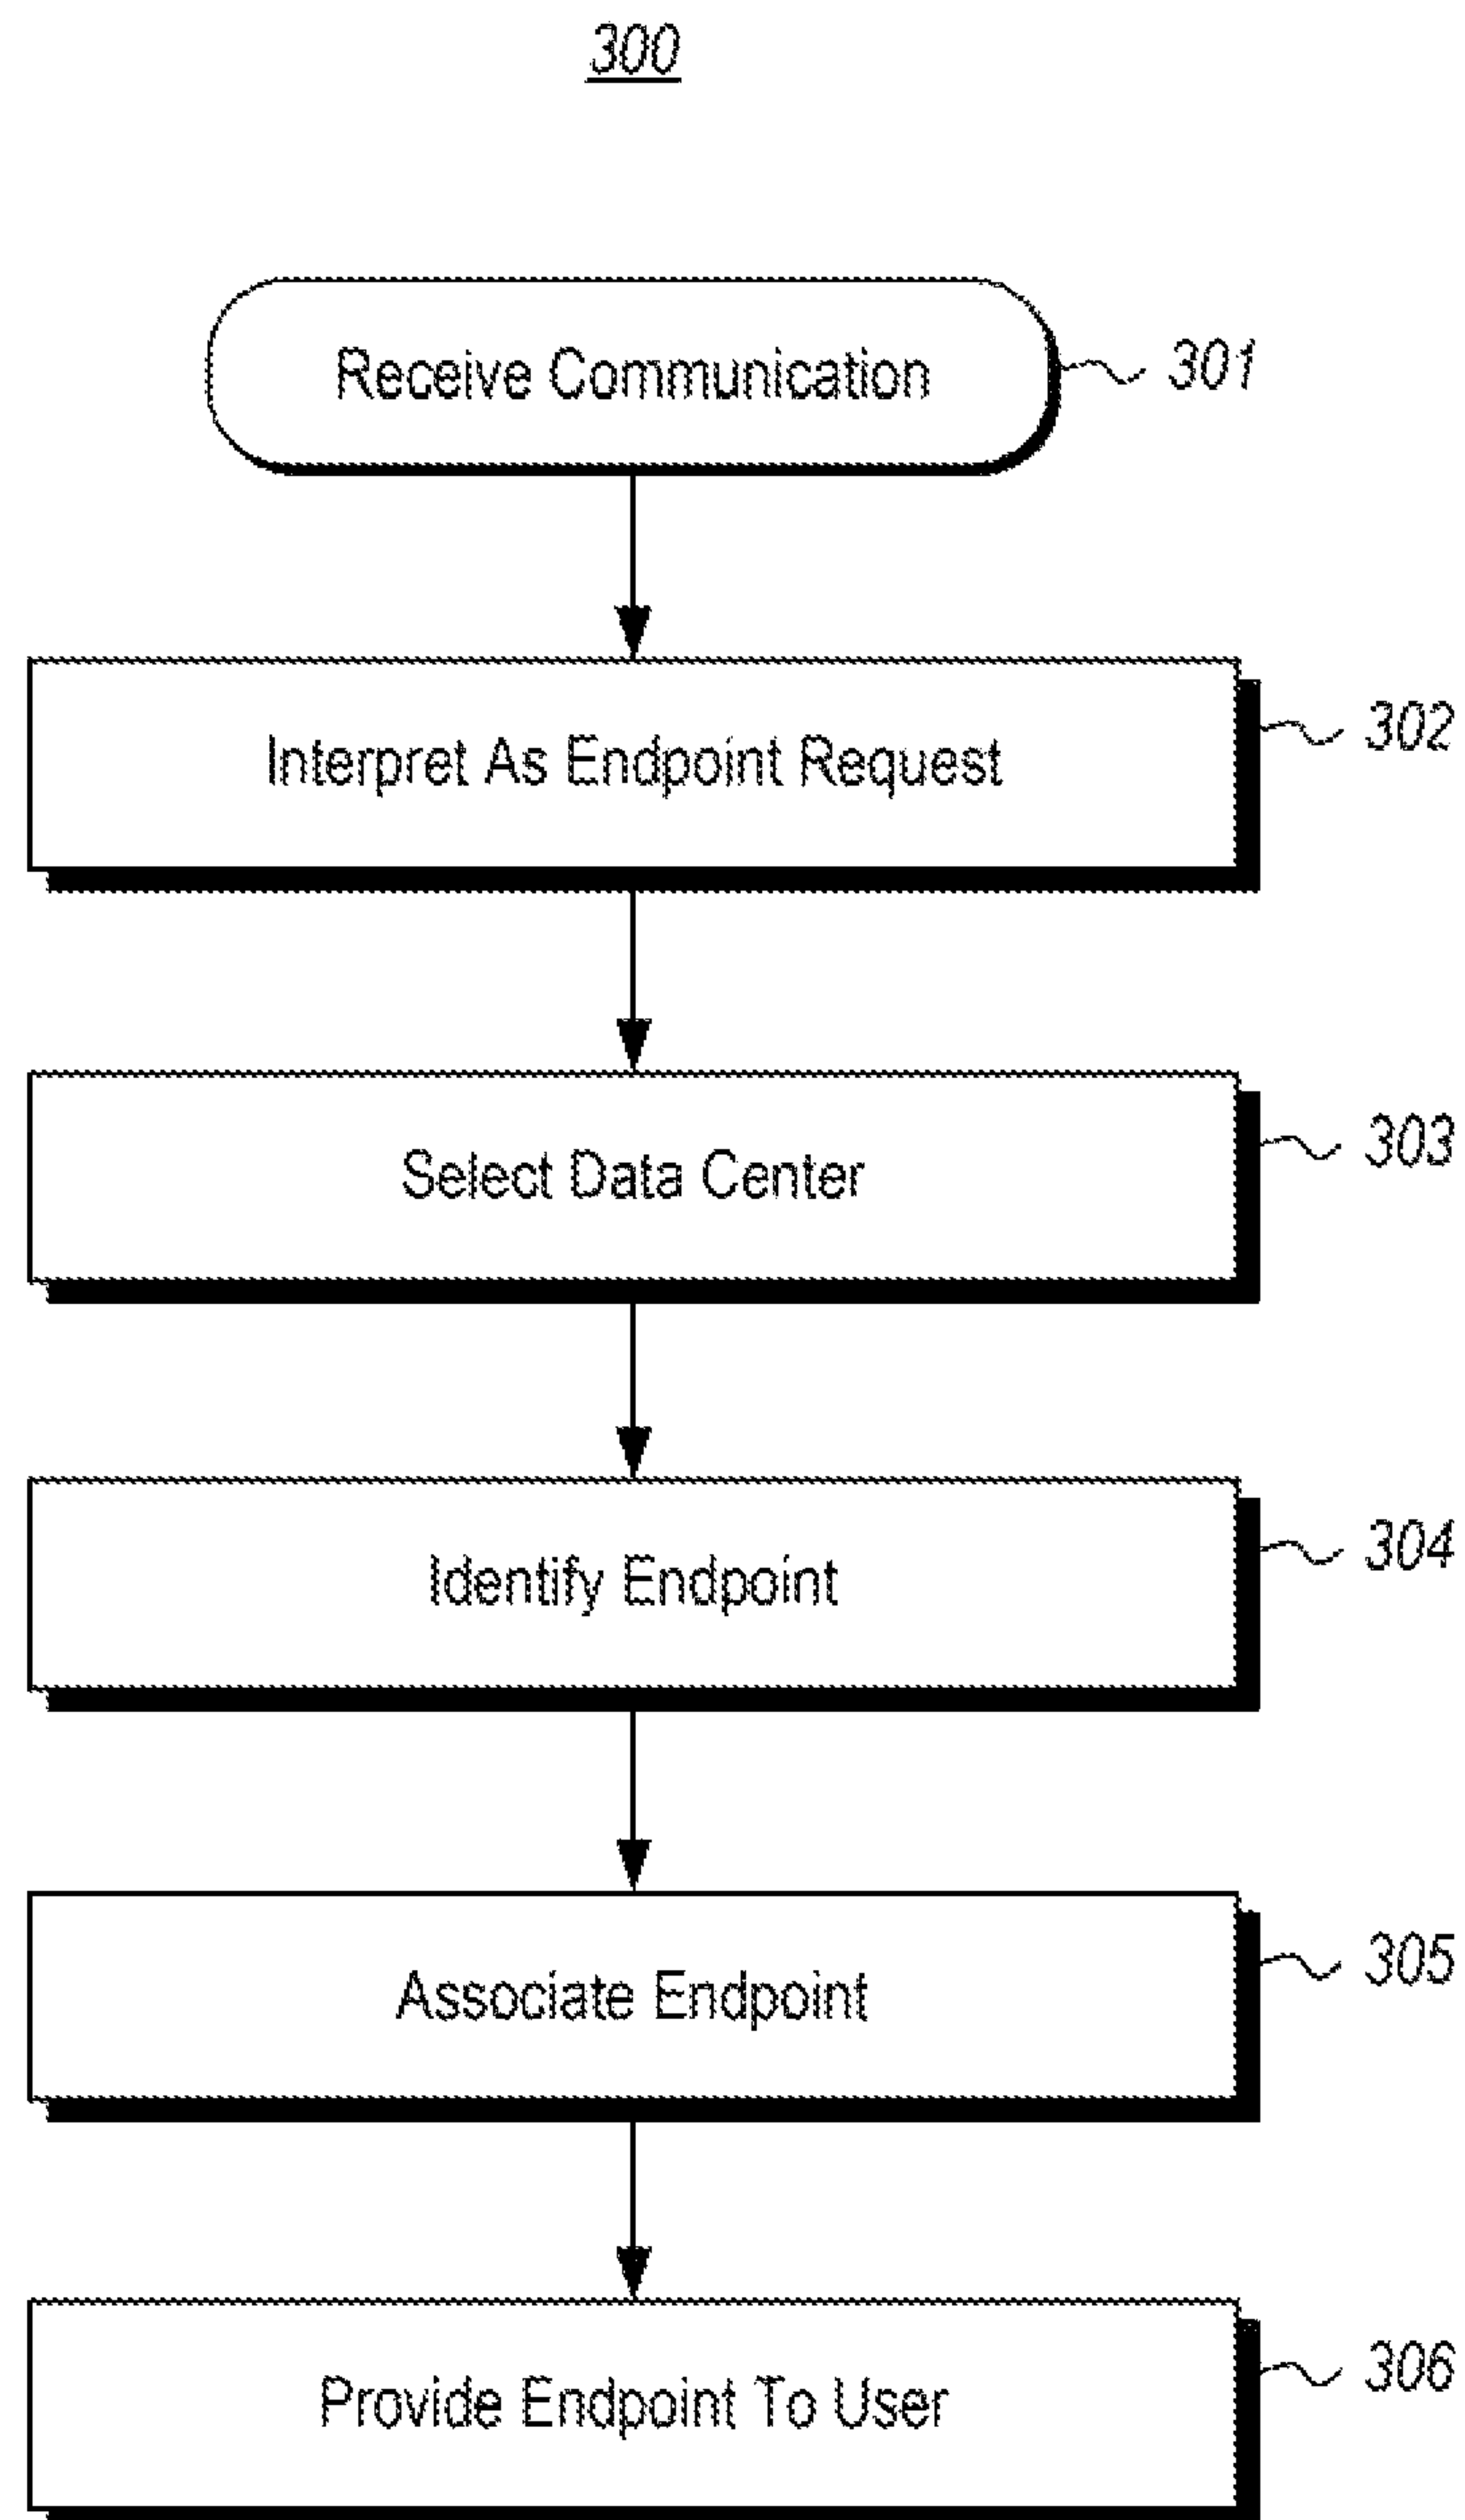 300
Receive Communication
301
Interpret As Endpoint Request
302
Select Data Center
303
Identify Endpoint
304
Associate Endpoint
305
Provide Endpoint To User
306